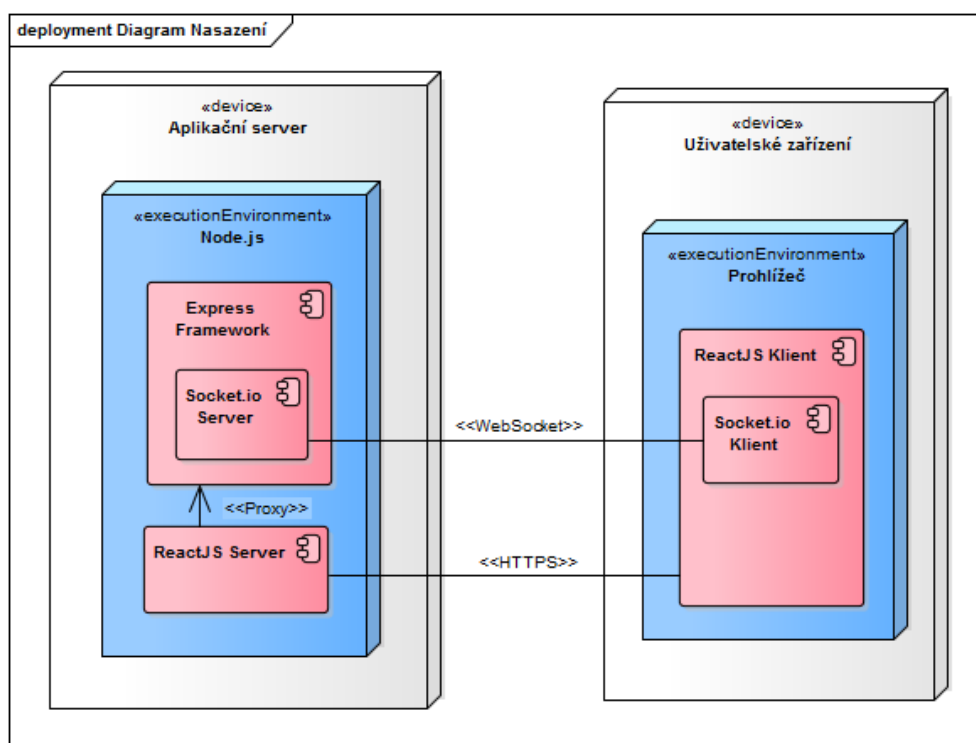 deployment Diagram Nasazení
«device»
Aplikační server
«executionEnvironment»
Node.js
Express
Framework
Socket.io
Server
<<Proxy>>
ReactJS Server
<<WebSocket>>
<<HTTPS>>
«device»
Uživatelské zařízení
«executionEnvironment»
Prohlížeč
ReactJS Klient
Socket.io
Klient